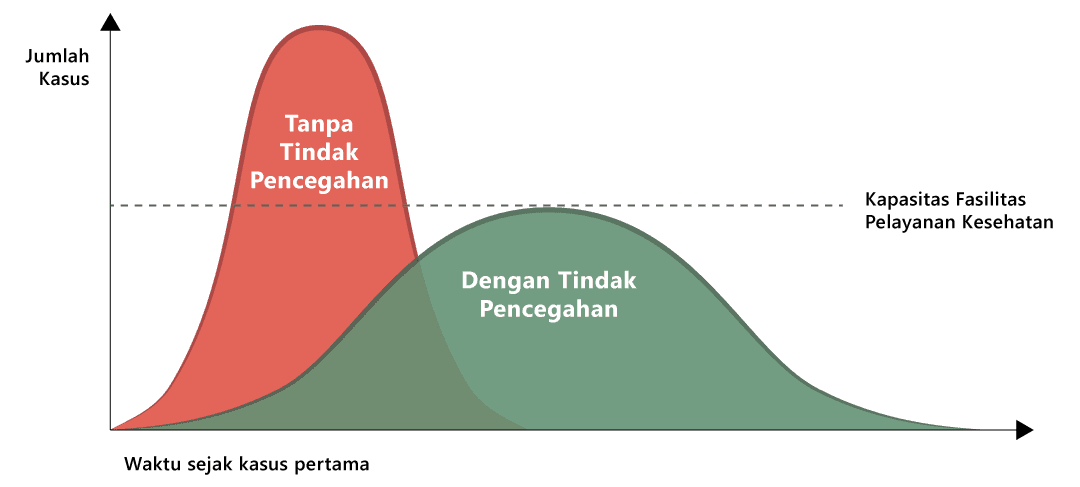 Jumlah
Kasus
Tanpa
Tindak
Pencegahan
Kapasitas Fasilitas
Pelayanan Kesehatan
Dengan Tindak
Pencegahan
Waktu sejak kasus pertama